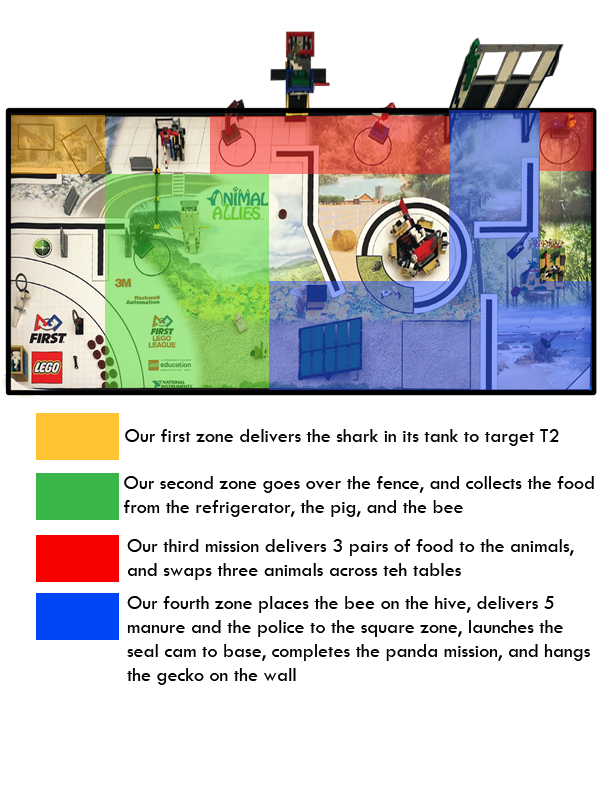 ANIMAL
ALLIES
3M
Rockwell
Automation
FIRST
FIRST
LEGO
LEAGUE
LEGO
education
NATIONAL
INSTRUMENTS
Our first zone delivers the shark in its tank to target T2
Our second zone goes over the fence, and collects the food
from the refrigerator, the pig, and the bee
Our third mission delivers 3 pairs of food to the animals,
and swaps three animals across teh tables
Our fourth zone places the bee on the hive, delivers 5
manure and the police to the square zone, launches the
seal cam to base, completes the panda mission, and hangs
the gecko on the wall